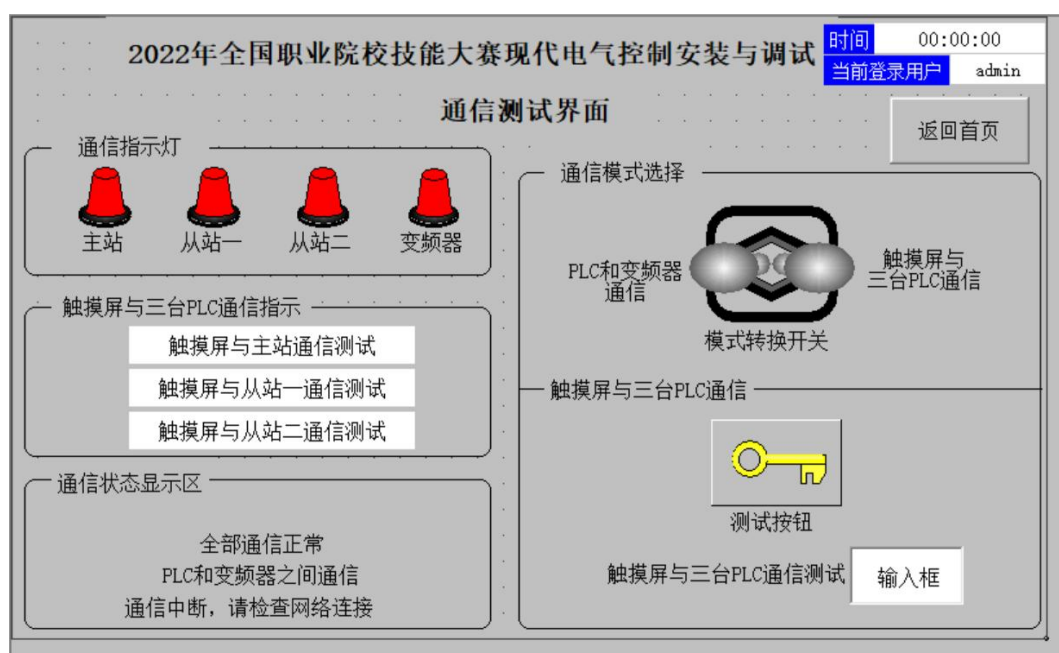 2022年全国职业院校技能大赛现代电气控制安装与调试
时间 00:00:00
当前登录用户 admin
通信测试界面
返回首页
通信指示灯
主站 从站一 从站二 变频器
触摸屏与三台PLC通信指示
触摸屏与主站通信测试
触摸屏与从站一通信测试
触摸屏与从站二通信测试
通信状态显示区
全部通信正常
PLC和变频器之间通信
通信中断，请检查网络连接
通信模式选择
PLC和变频器
通信
触摸屏与
三台PLC通信
模式转换开关
触摸屏与三台PLC通信
测试按钮
触摸屏与三台PLC通信测试 输入框